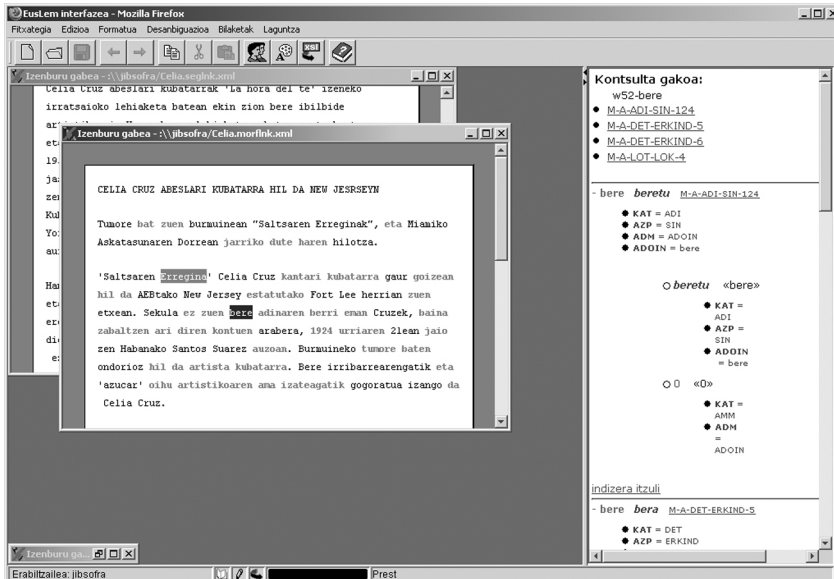 EusLem interfazea - Mozilla Firefox
Fitxategia Edizioa Formatua Desanbiguazioa Bilaketak Laguntza
xsl
Izenburu gabea - :\\jibsofra/Celia.seglnk.xml
Celia Cruz abeslari kubatarrak 'La hora del te' izeneko
irratsaioko lehiaketa batean ekin zion bere ibilbide
Izenburu gabea - :\\jibsofra/Celia.morflnk.xml
CELIA CRUZ ABESLARI KUBATARRA HIL DA NEW JESRSEYN
Tumore bat zuen burmuinean "Saltsaren Erreginak", eta Miamiko
Askatasunaren Dorrean jarriko dute haren hilotza.
'Saltsaren Erregina' Celia Cruz kantari kubatarra gaur goizean
hil da AEBtako New Jersey estatutako Fort Lee herrian zuen
etxean. Sekula ez zuen bere adinaren berri eman Cruzek, baina
zabaltzen ari diren kontuen arabera, 1924 urriaren 21ean jaio
zen Habanako Santos Suarez auzoan. Burmuineko tumore baten
ondorioz hil da artista kubatarra. Bere irribarrearengatik eta
'azucar' oihu artistikoaren ama izateagatik gogoratua izango da
Celia Cruz.
Izenburu ga...
Kontsulta gakoa:
w52-bere
M-A-ADI-SIN-124
M-A-DET-ERKIND-5
M-A-DET-ERKIND-6
M-A-LOT-LOK-4
- bere beretu M-A-ADI-SIN-124
KAT = ADI
AZP = SIN
ADM = ADOIN
ADOIN = bere
beretu «bere»
KAT =
ADI
AZP =
SIN
ADOIN
= bere
0 «0»
KAT =
AMM
ADM
=
ADOIN
indizera itzuli
- bere bera M-A-DET-ERKIND-5
KAT = DET
AZP = ERKIND
Erabiltzailea: jibsofra
Prest